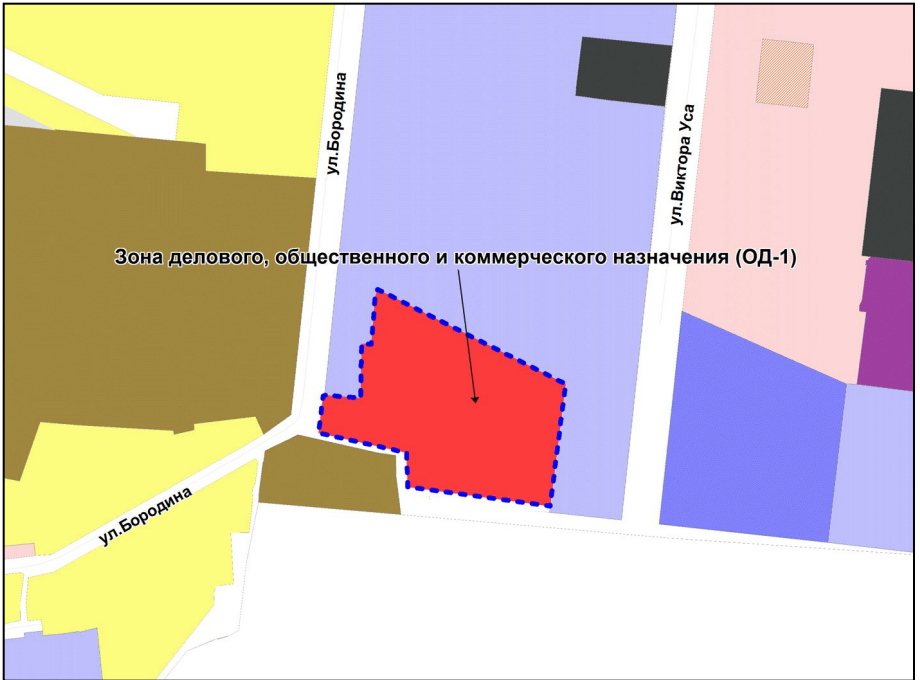 ул.Бородина
ул.Виктора Уса
Зона делового, общественного и коммерческого назначения (ОД-1)
ул.Бородина